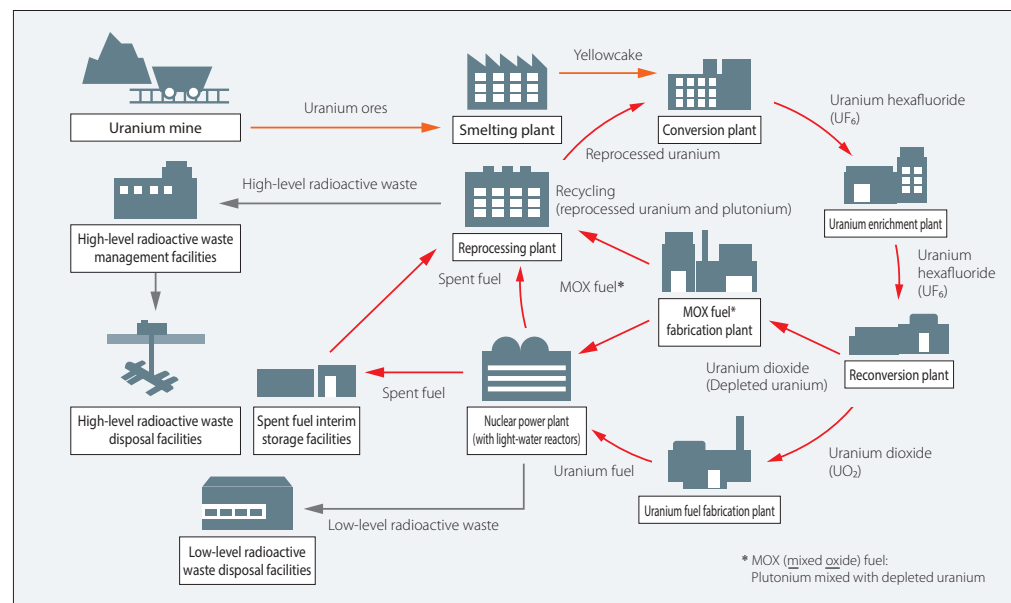 Yellowcake
Uranium ores
Uranium mine
Smelting plant
Conversion plant
Uranium hexafluoride
(UF₆)
Reprocessed uranium
High-level radioactive waste
Recycling
(reprocessed uranium and plutonium)
Uranium enrichment plant
High-level radioactive waste
management facilities
Reprocessing plant
Uranium
hexafluoride
(UF₆)
Spent fuel
MOX fuel*
MOX fuel*
fabrication plant
Uranium dioxide
(Depleted uranium)
Reconversion plant
Spent fuel
High-level radioactive waste
disposal facilities
Spent fuel interim
storage facilities
Nuclear power plant
(with light-water reactors)
Uranium dioxide
(UO₂)
Uranium fuel
Uranium fuel fabrication plant
Low-level radioactive waste
Low-level radioactive
waste disposal facilities
* MOX (mixed oxide) fuel:
Plutonium mixed with depleted uranium